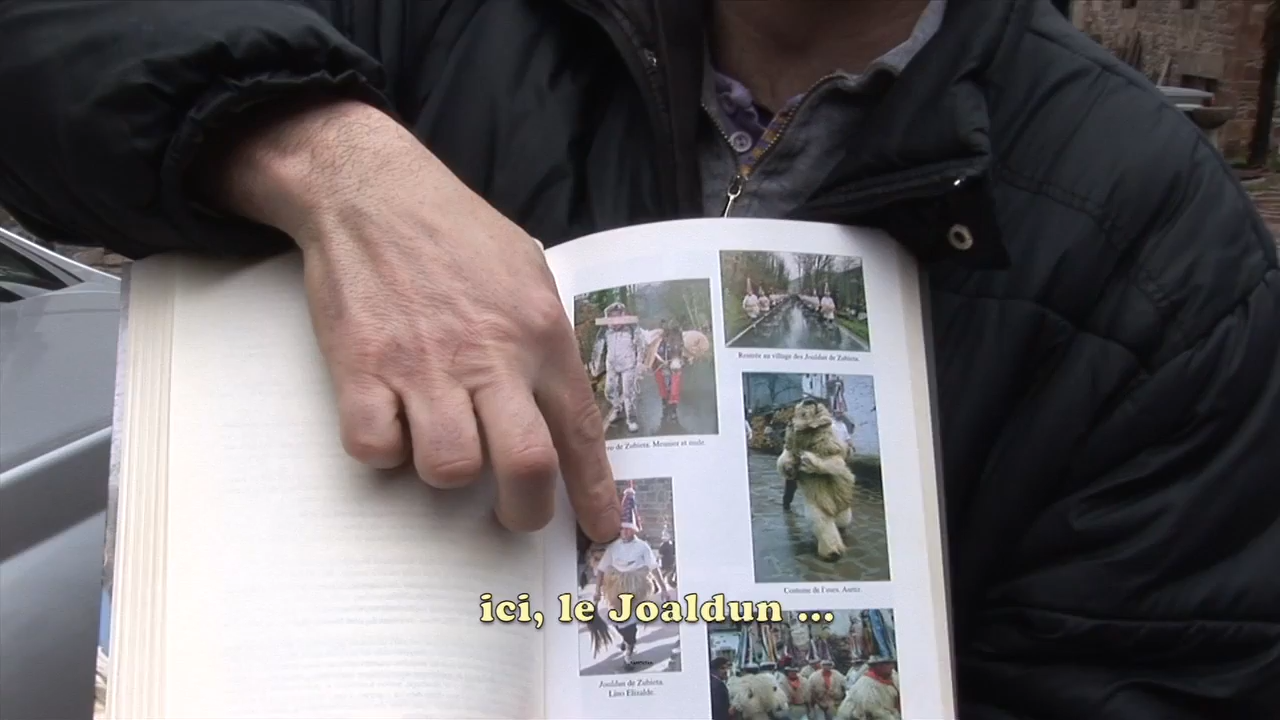 Rentrée au village des Joaldun de Zubieta.
de Zubieta. Meunier et mule.
Costume de l'ours. Aurtiz.
ici, le Joaldun ...
Joaldun de Zubieta.
Lino Elizalde.